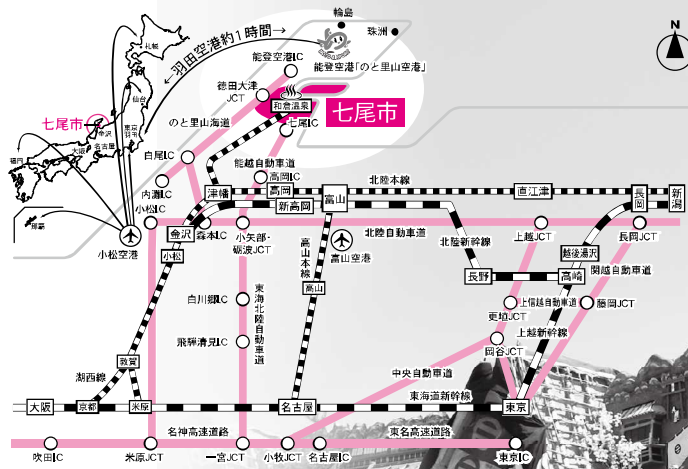 輪島
珠洲
N
札幌
←羽田空港約1時間→
能登空港IC
能登空港「のと里山空港」
徳田大津
JCT
仙台
和倉温泉
七尾市
七尾市
七尾IC
東京
羽田
金沢
大阪
名古屋
福岡
のと里山海道
白尾IC
能越自動車道
高岡IC
内灘IC
津幡
高岡
富山
北陸本線
直江津
長岡
新潟
新高岡
小松IC
那覇
小松空港
金沢
森本IC
小矢部・
砺波JCT
北陸自動車道
上越JCT
長岡JCT
小松
高山本線
富山空港
北陸新幹線
越後湯沢
関越自動車道
長野
高崎
高山
白川郷IC
東海北陸自動車道
上信越自動車道
更埴JCT
藤岡JCT
上越新幹線
飛騨清見IC
岡谷JCT
敦賀
湖西線
中央自動車道
東海道新幹線
大阪
京都
米原
名古屋
東京
名神高速道路
東名高速道路
吹田IC
米原JCT
一宮JCT
小牧JCT
名古屋IC
東京IC